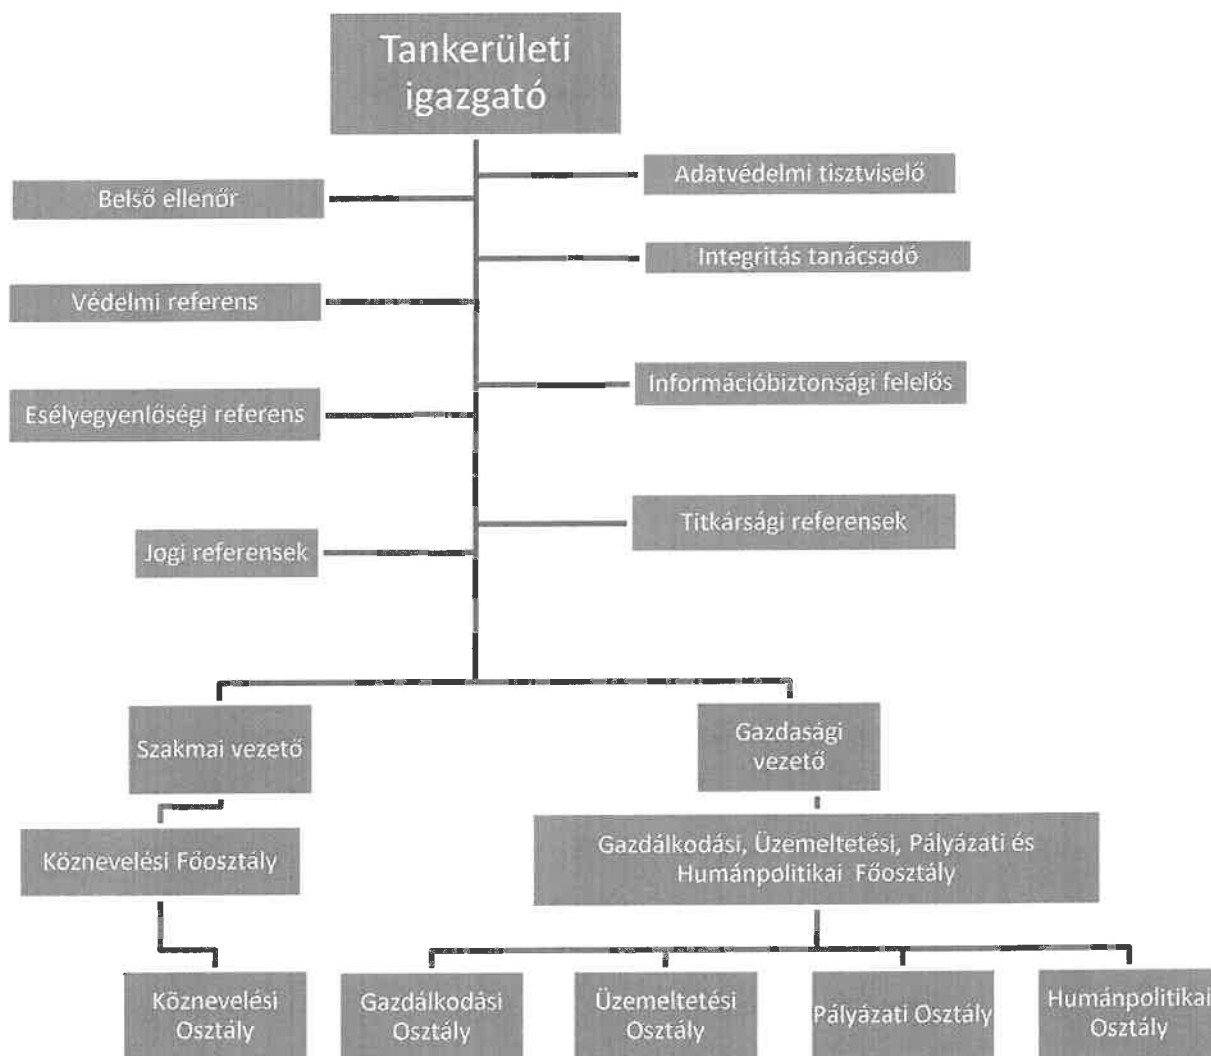 Tankerületi
igazgató
Adatvédelmi tisztviselő
Belső ellenőr
Integritás tanácsadó
Védelmi referens
Információbiztonsági felelős
Esélyegyenlőségi referens
Titkársági referensek
Jogi referensek
Szakmai vezető
Gazdasági
vezető
Köznevelési Főosztály
Gazdálkodási, Üzemeltetési, Pályázati és
Humánpolitikai Főosztály
Köznevelési
Osztály
Gazdálkodási
Osztály
Üzemeltetési
Osztály
Pályázati Osztály
Humánpolitikai
Osztály